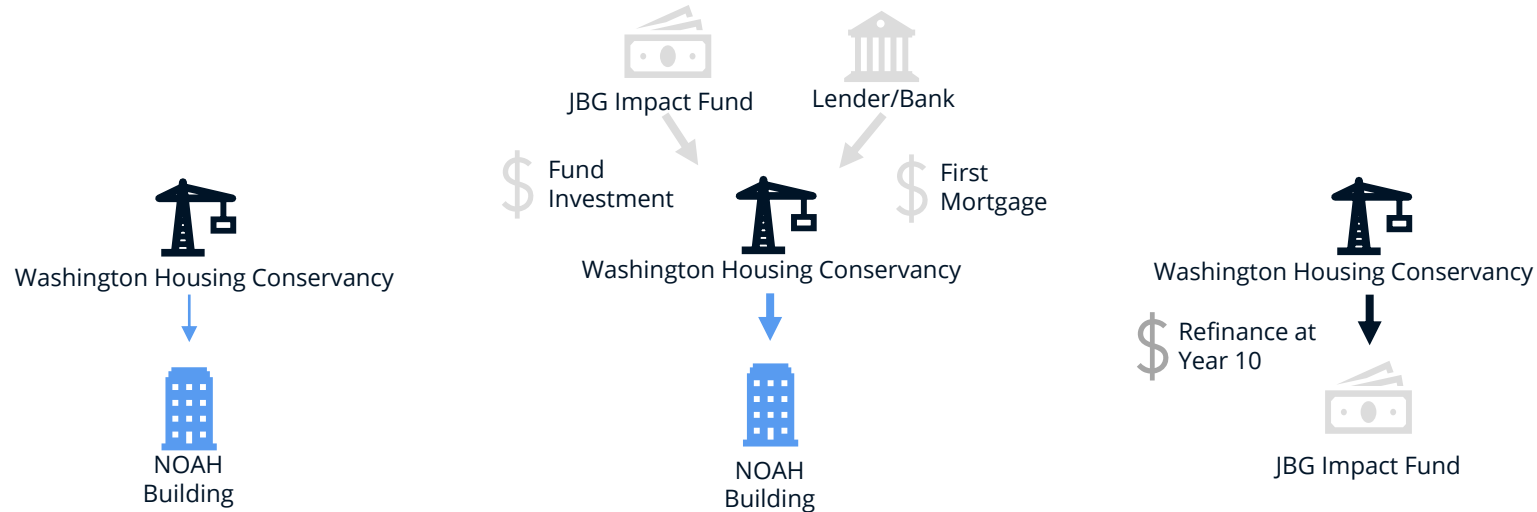 Washington Housing Conservancy
NOAH
Building
JBG Impact Fund
Lender/Bank
$ Fund
Investment
$ First
Mortgage
Washington Housing Conservancy
NOAH
Building
Washington Housing Conservancy
$ Refinance at
Year 10
JBG Impact Fund